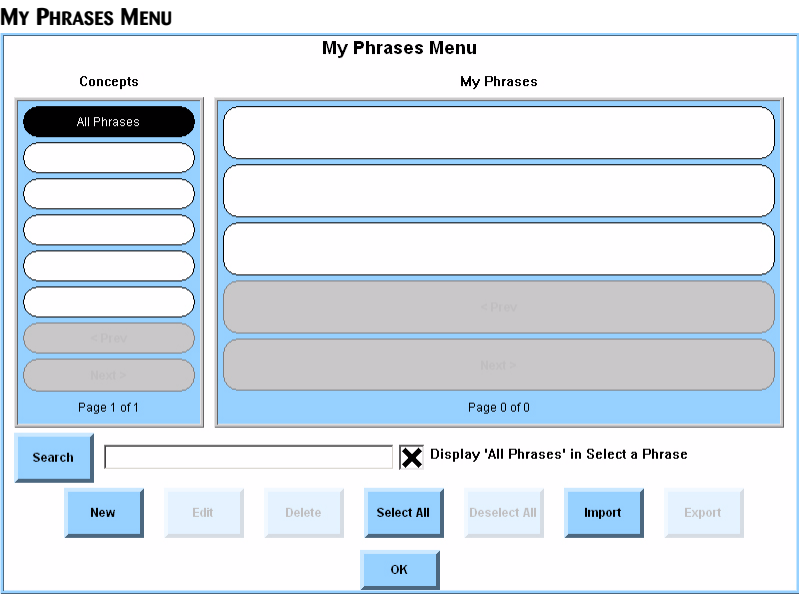 MY PHRASES MENU
My Phrases Menu
Concepts
My Phrases
All Phrases
< Prev
Next >
Page 1 of 1
< Prev
Next >
Page 0 of 0
Search
Display 'All Phrases' in Select a Phrase
New
Edit
Delete
Select All
Deselect All
Import
Export
OK